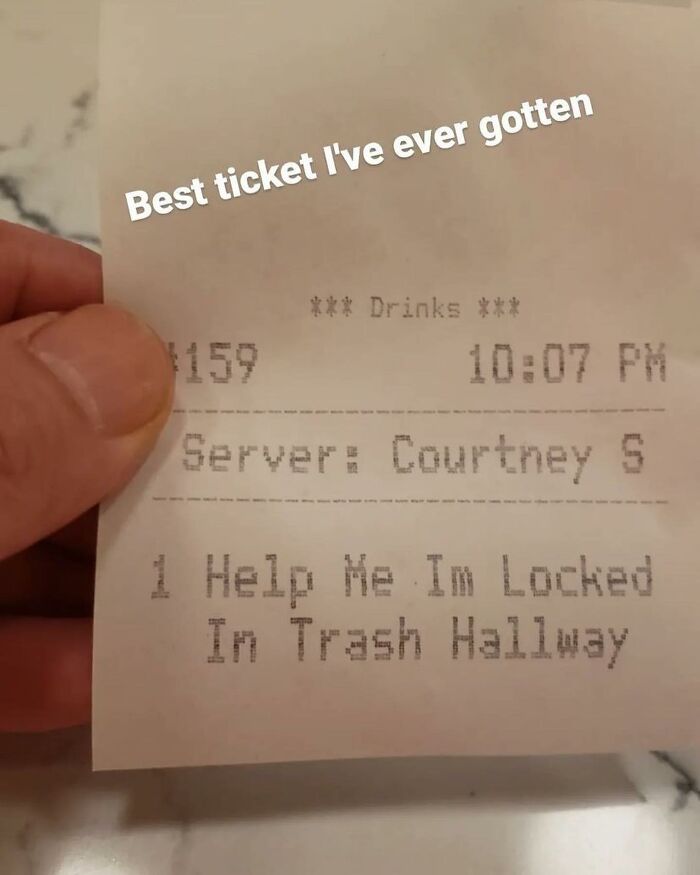 Best ticket I've ever gotten
*** Drinks ***
#159 10:07 PM
Server: Courtney S
1 Help Me Im Locked
In Trash Hallway